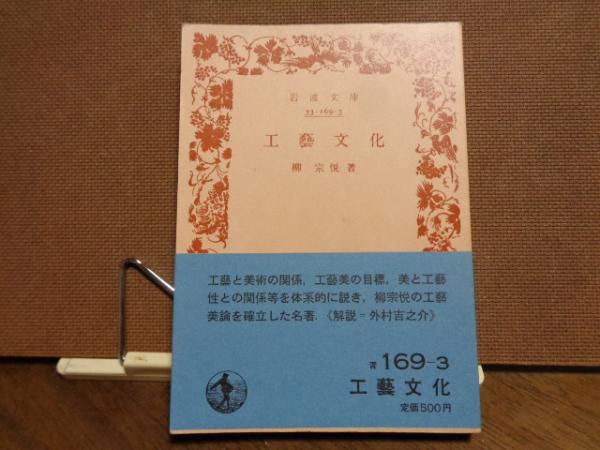 岩波文庫
33-169-3
工藝文化
柳宗悦著
工藝と美術の関係，工藝美の目標，美と工藝
性との関係等を体系的に説き，柳宗悦の工藝
美論を確立した名著．《解説＝外村吉之介》
青169-3
工藝文化
定価500円